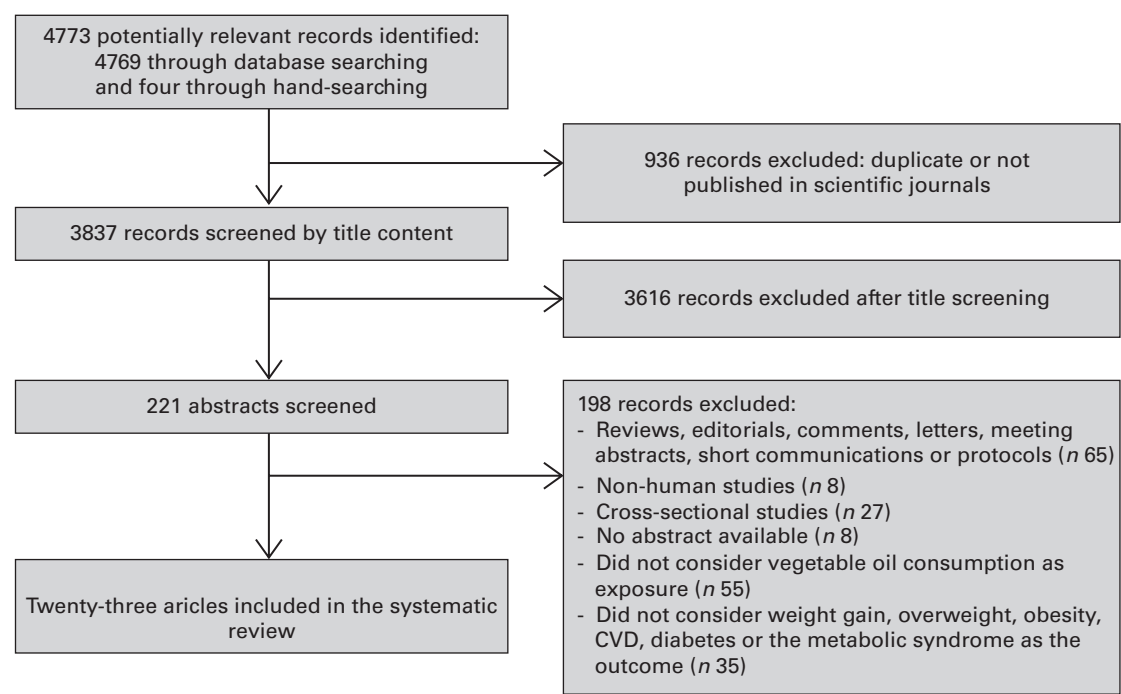 4773 potentially relevant records identified:
4769 through database searching
and four through hand-searching
936 records excluded: duplicate or not
published in scientific journals
3837 records screened by title content
3616 records excluded after title screening
221 abstracts screened
198 records excluded:
- Reviews, editorials, comments, letters, meeting
abstracts, short communications or protocols (n 65)
- Non-human studies (n 8)
- Cross-sectional studies (n 27)
- No abstract available (n 8)
- Did not consider vegetable oil consumption as
exposure (n 55)
- Did not consider weight gain, overweight, obesity,
CVD, diabetes or the metabolic syndrome as the
outcome (n 35)
Twenty-three aricles included in the systematic
review